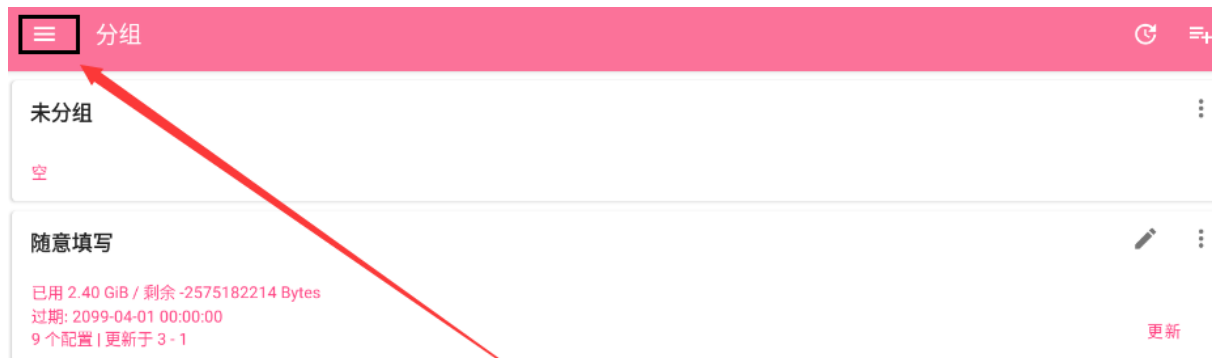 分组
未分组
空
随意填写
已用 2.40 GiB / 剩余 -2575182214 Bytes
过期: 2099-04-01 00:00:00
9 个配置 | 更新于 3 - 1
更新